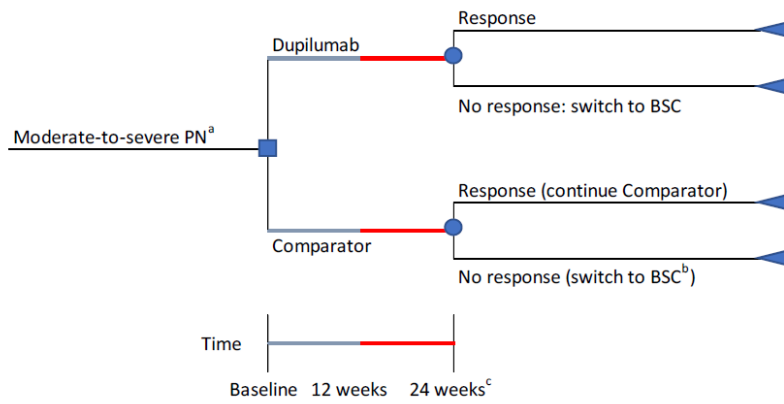 Response
Dupilumab
No response: switch to BSC
Moderate-to-severe PNᵃ
Response (continue Comparator)
Comparator
No response (switch to BSCᵇ)
Time
Baseline 12 weeks 24 weeksᶜ